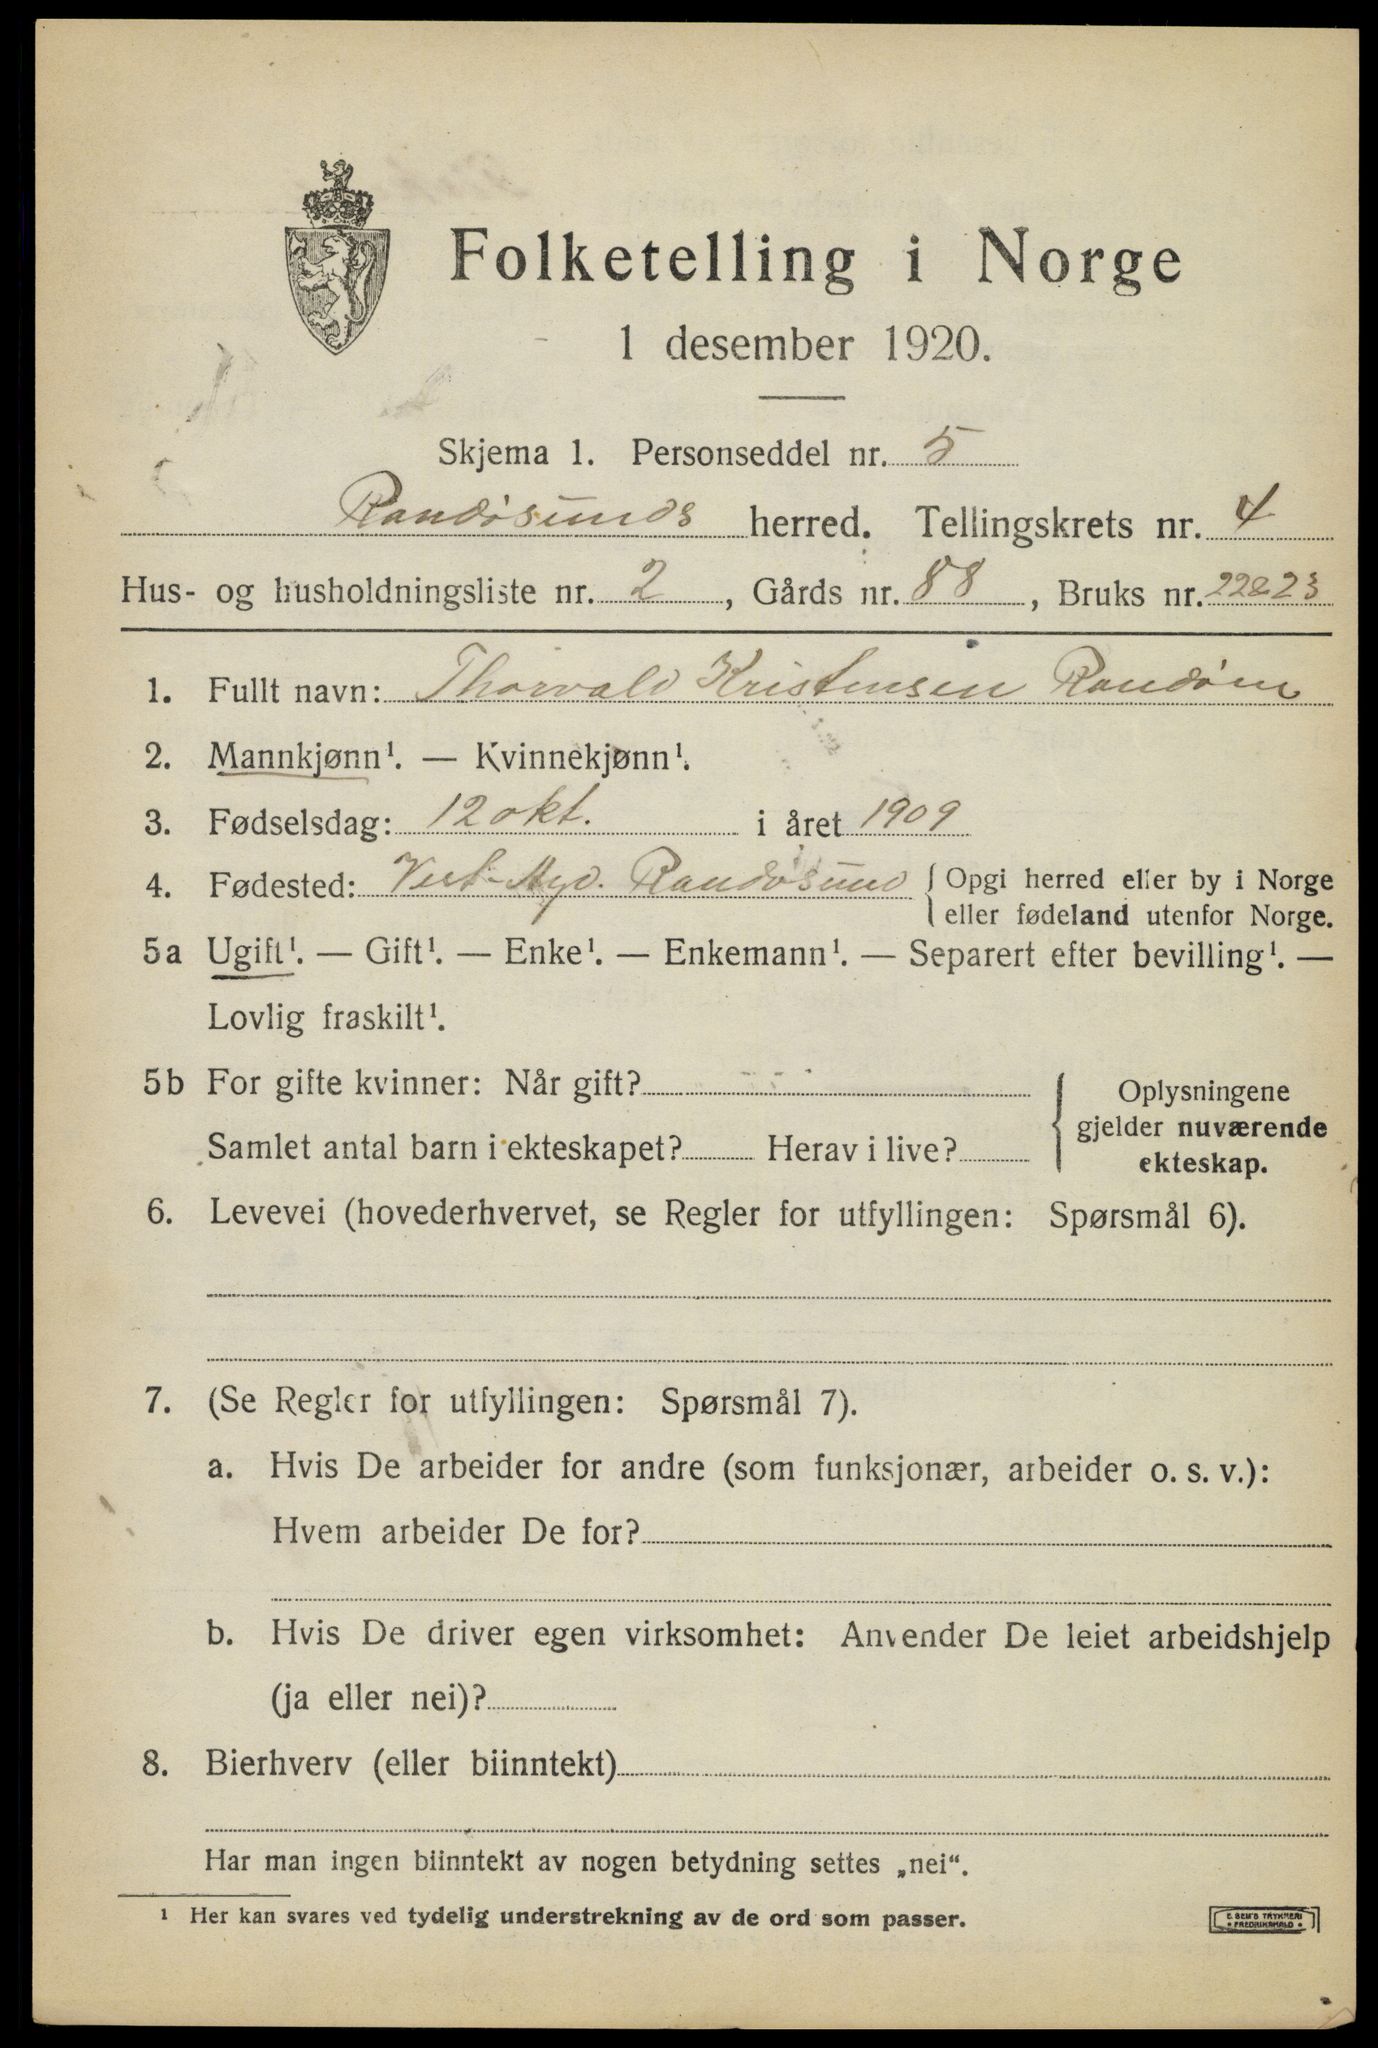 Folketelling i Norge
1 desember 1920.
Skjema 1. Personseddel nr. 5
Randøsunds herred. Tellingskrets nr. 4
Hus- og husholdningsliste nr. 2, Gårds nr. 88, Bruks nr. 22&23
1. Fullt navn: Thorvald Kristensen Randøen
2. Mannkjønn¹. — Kvinnekjønn¹.
3. Fødselsdag: 12 okt. i året 1909
4. Fødested: Randøsund { Opgi herred eller by i Norge
eller fødeland utenfor Norge.
5a Ugift¹. — Gift¹. — Enke¹. — Enkemann¹. — Separert efter bevilling¹. —
Lovlig fraskilt¹.
5b For gifte kvinner: Når gift?
Samlet antal barn i ekteskapet? Herav i live?
Oplysningene
gjelder nuværende
ekteskap.
6. Levevei (hovederhvervet, se Regler for utfyllingen: Spørsmål 6).
7. (Se Regler for utfyllingen: Spørsmål 7).
a. Hvis De arbeider for andre (som funksjonær, arbeider o. s. v.):
Hvem arbeider De for?
b. Hvis De driver egen virksomhet: Anvender De leiet arbeidshjelp
(ja eller nei)?
8. Bierhverv (eller biinntekt)
Har man ingen biinntekt av nogen betydning settes „nei“.
¹ Her kan svares ved tydelig understrekning av de ord som passer.
E. SEM'S TRYKKERI
FREDRIKSHALD